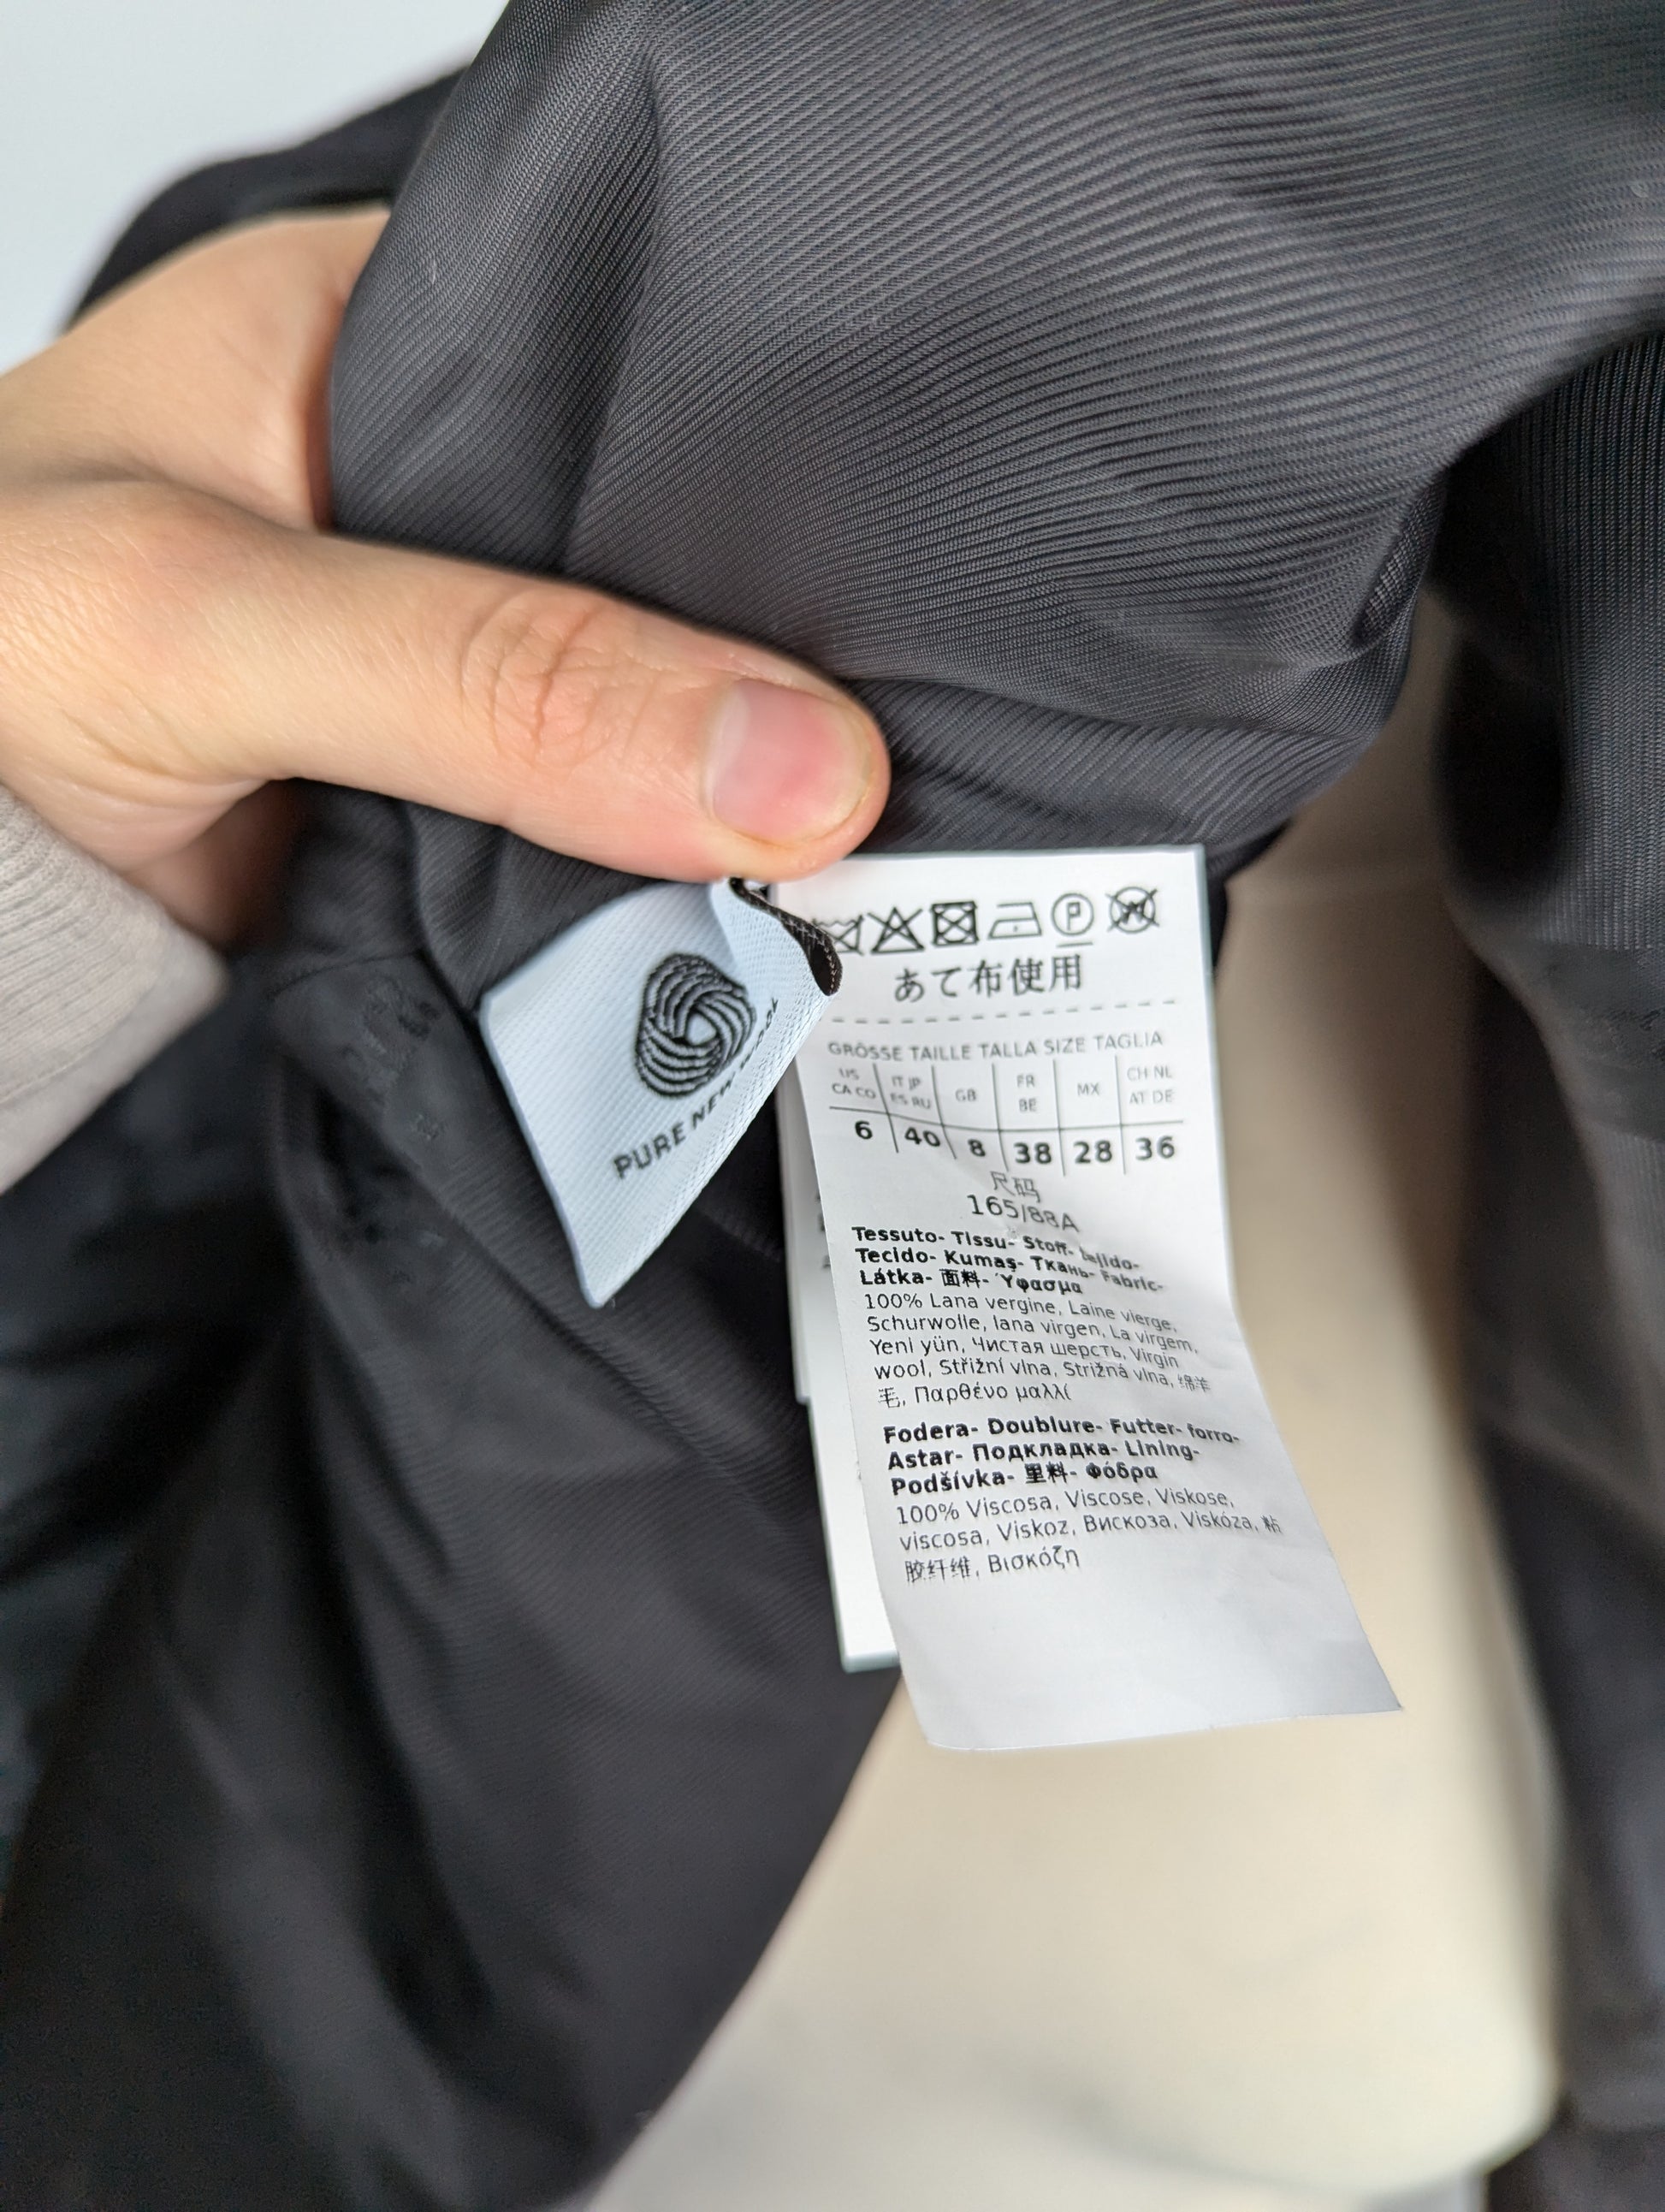 PURE NEW WOOL
P
W
あて布使用
GRÖSSE TAILLE TALLA SIZE TAGLIA
US CA CO
IT JP ES RU
GB
FR BE
MX
CH NL AT DE
6 40 8 38 28 36
尺码
165/88A
Tessuto- Tissu- Stoff- tejido-
Tecido- Kumaş- Ткань- Fabric-
Látka- 面料- Ύφασμα
100% Lana vergine, Laine vierge,
Schurwolle, lana virgen, La virgem,
Yeni yün, Чистая шерсть, Virgin
wool, Střižní vlna, Strižná vlna, 绵羊
毛, Παρθένο μαλλί
Fodera- Doublure- Futter- forro-
Astar- Подкладка- Lining-
Podšívka- 里料- Φόδρα
100% Viscosa, Viscose, Viskose,
viscosa, Viskoz, Вискоза, Viskóza, 粘
胶纤维, Βισκόζη